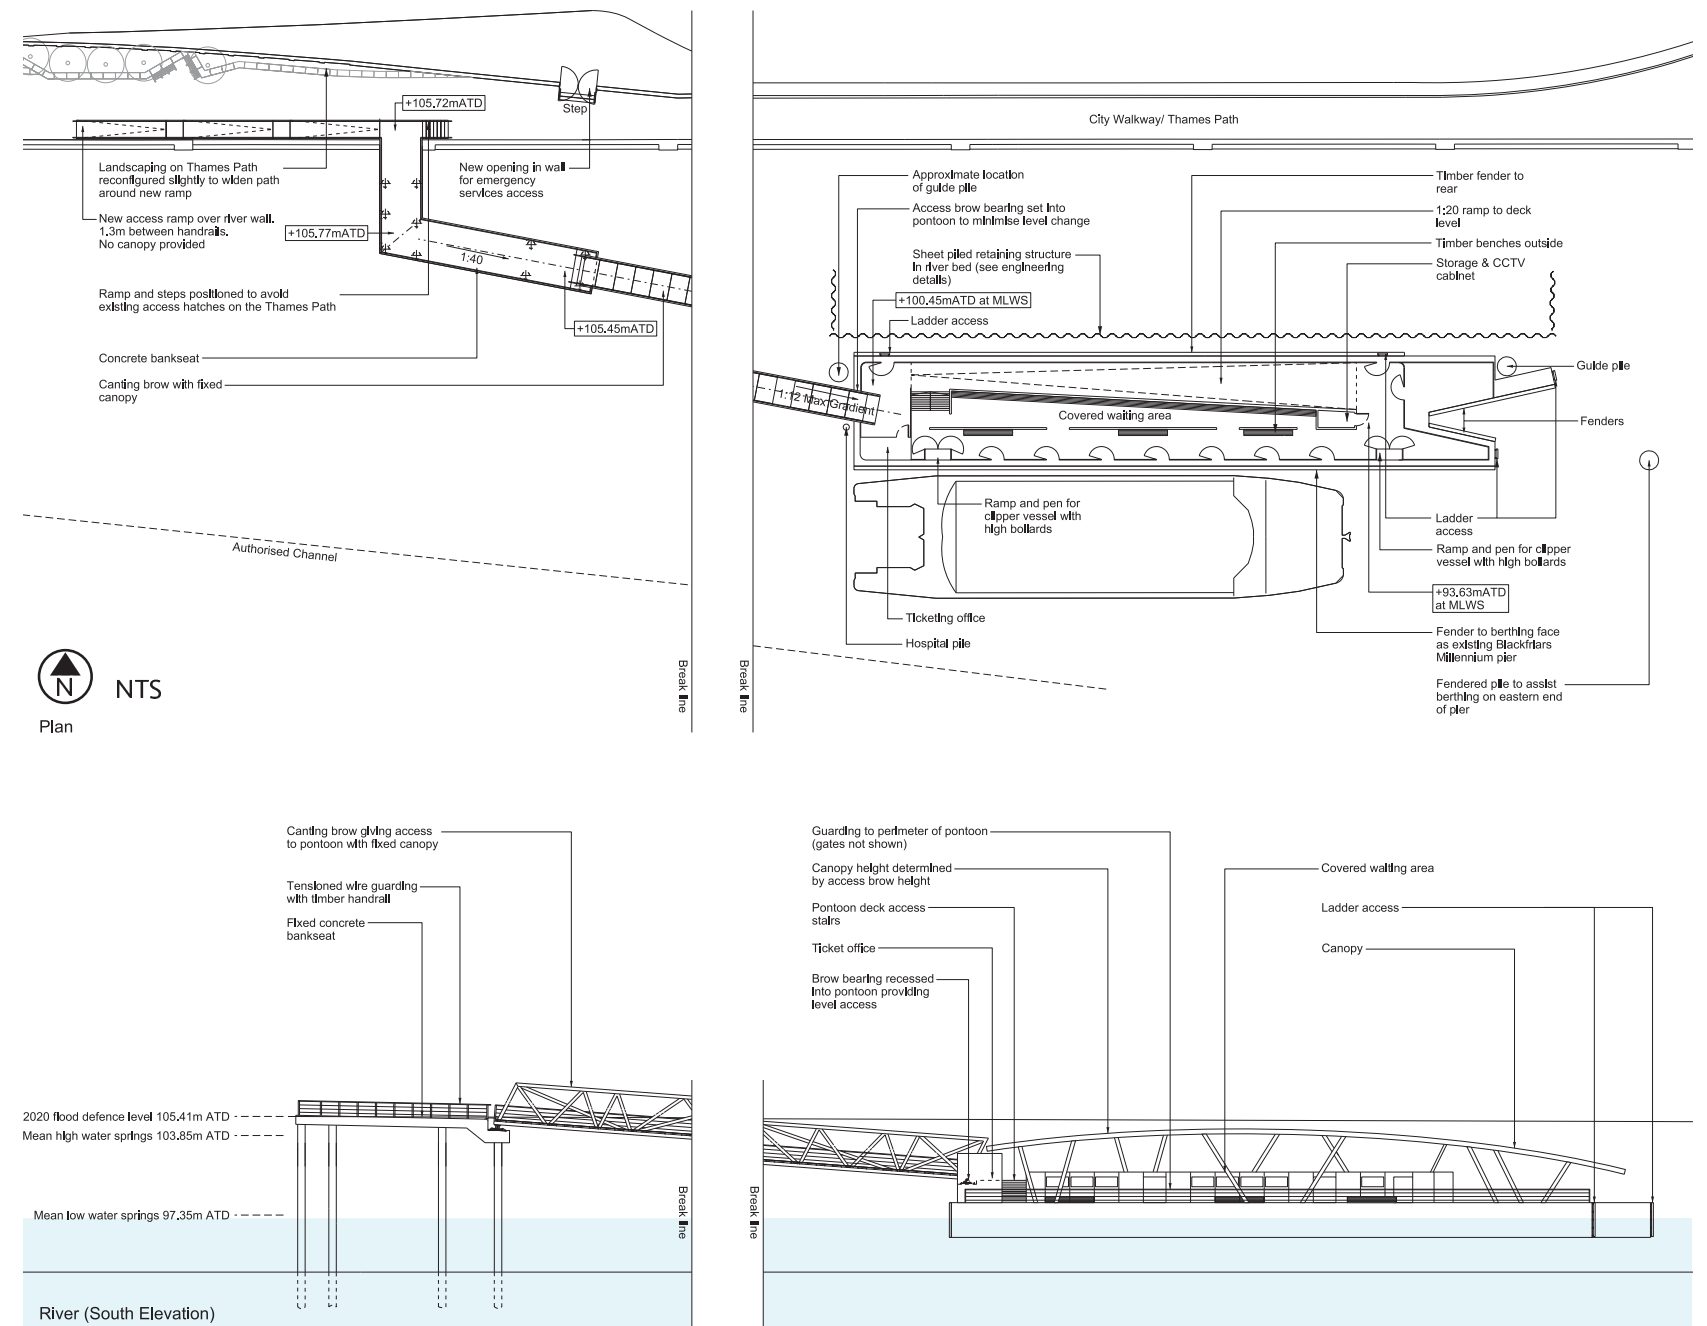 +105.72mATD
Step
City Walkway/ Thames Path
Landscaping on Thames Path
reconfigured slightly to widen path
around new ramp
New opening in wall
for emergency
services access
New access ramp over river wall.
1.3m between handrails.
No canopy provided
+105.77mATD
1:40
Ramp and steps positioned to avoid
existing access hatches on the Thames Path
+105.45mATD
Concrete bankseat
Canting brow with fixed
canopy
Authorised Channel
Approximate location
of guide pile
Access brow bearing set into
pontoon to minimise level change
Sheet piled retaining structure
in river bed (see engineering
details)
+100.45mATD at MLWS
Ladder access
Timber fender to
rear
1:20 ramp to deck
level
Timber benches outside
Storage & CCTV
cabinet
Guide pile
1:12 Max Gradient
Covered waiting area
Fenders
Ramp and pen for
clipper vessel with
high bollards
Ladder
access
Ramp and pen for clipper
vessel with high bollards
+93.63mATD
at MLWS
Ticketing office
Hospital pile
Fender to berthing face
as existing Blackfriars
Millennium pier
Fendered pile to assist
berthing on eastern end
of pier
Break line
Break line
N
NTS
Plan
Canting brow giving access
to pontoon with fixed canopy
Tensioned wire guarding
with timber handrail
Fixed concrete
bankseat
Guarding to perimeter of pontoon
(gates not shown)
Canopy height determined
by access brow height
Pontoon deck access
stairs
Ticket office
Brow bearing recessed
into pontoon providing
level access
Covered waiting area
Ladder access
Canopy
2020 flood defence level 105.41m ATD
Mean high water springs 103.85m ATD
Mean low water springs 97.35m ATD
Break line
Break line
River (South Elevation)